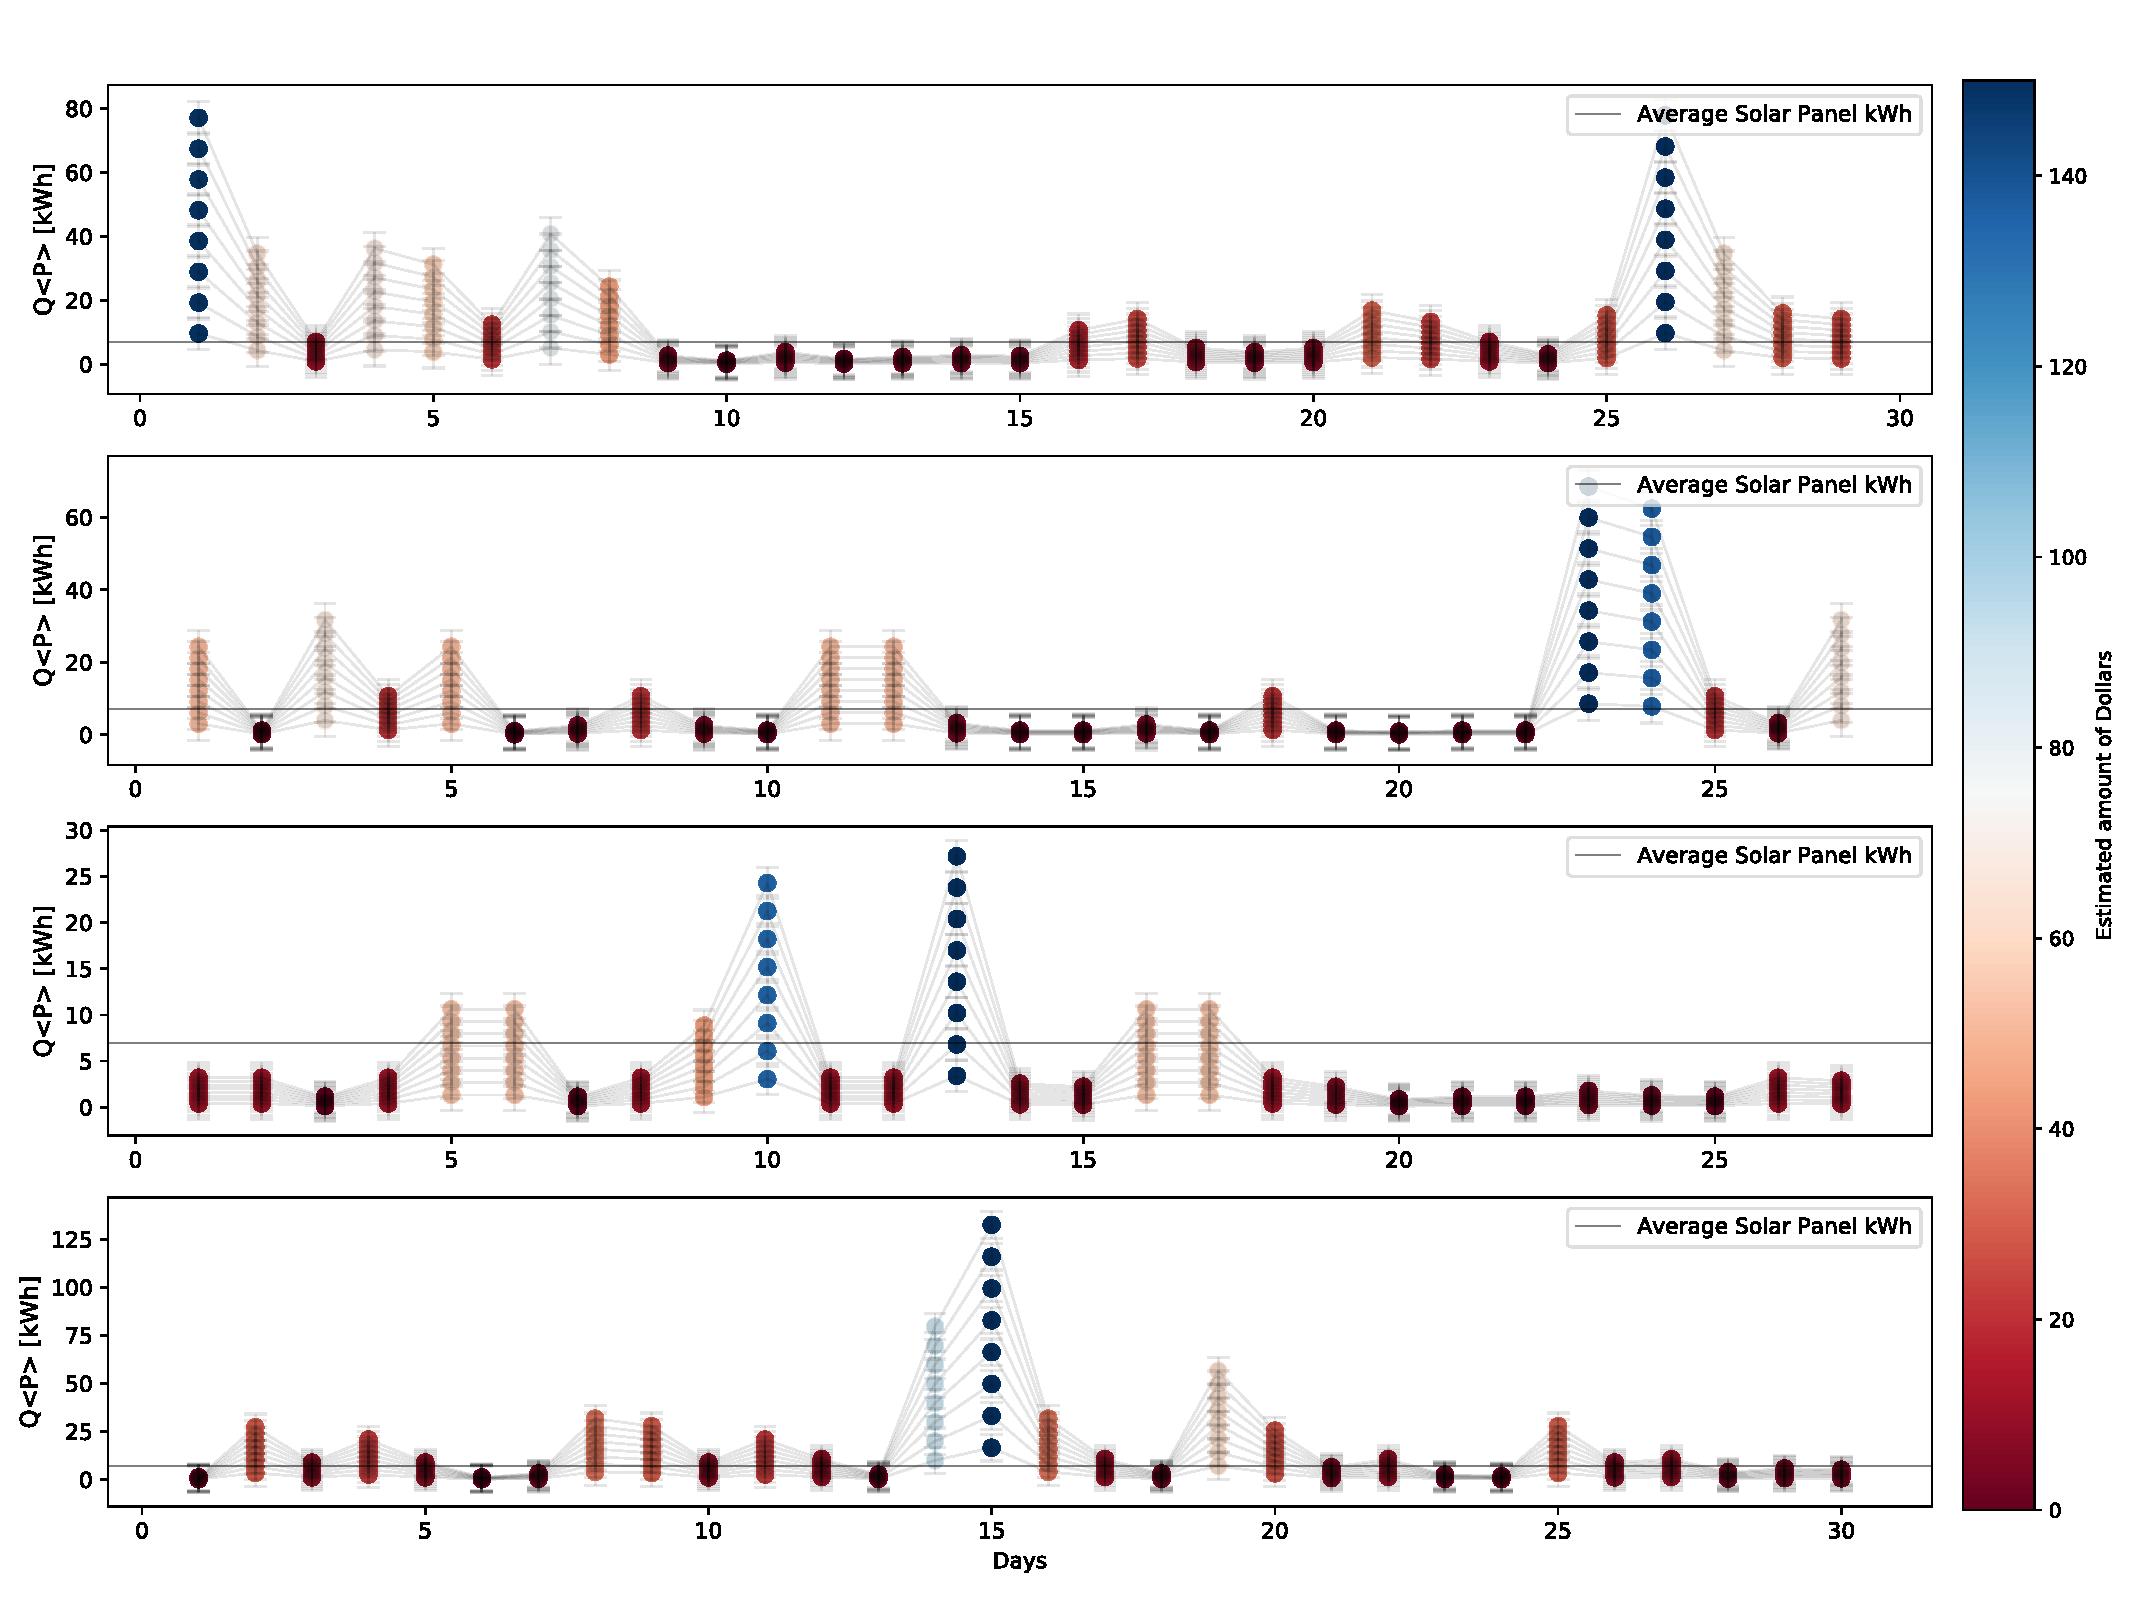 Q<P> [kWh]
80
60
40
20
0
Average Solar Panel kWh
0 5 10 15 20 25 30
Q<P> [kWh]
60
40
20
0
Average Solar Panel kWh
0 5 10 15 20 25
Q<P> [kWh]
30
25
20
15
10
5
0
Average Solar Panel kWh
0 5 10 15 20 25
Q<P> [kWh]
125
100
75
50
25
0
Average Solar Panel kWh
0 5 10 15 20 25 30
Days
140
120
100
80
60
40
20
0
Estimated amount of Dollars